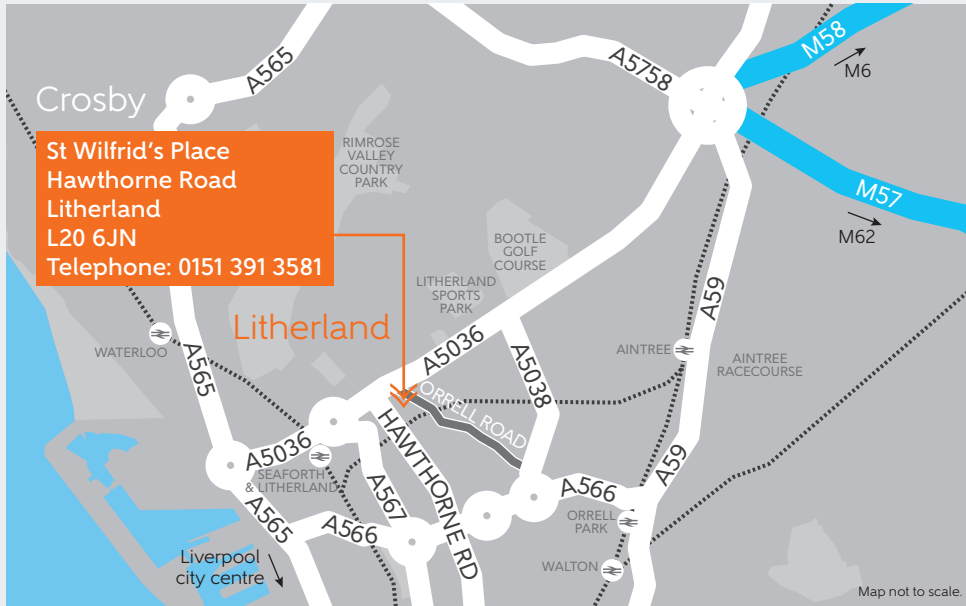 A565
A5758
M58
M6
Crosby
St Wilfrid's Place
Hawthorne Road
Litherland
L20 6JN
Telephone: 0151 391 3581
RIMROSE
VALLEY
COUNTRY
PARK
M57
M62
BOOTLE
GOLF
COURSE
LITHERLAND
SPORTS
PARK
A59
Litherland
A5036
WATERLOO
A565
A5038
AINTREE
AINTREE
RACECOURSE
ORRELL ROAD
A5036
HAWTHORNE RD
SEAFORTH
& LITHERLAND
A567
A59
A566
A565
A566
ORRELL
PARK
Liverpool
city centre
WALTON
Map not to scale.